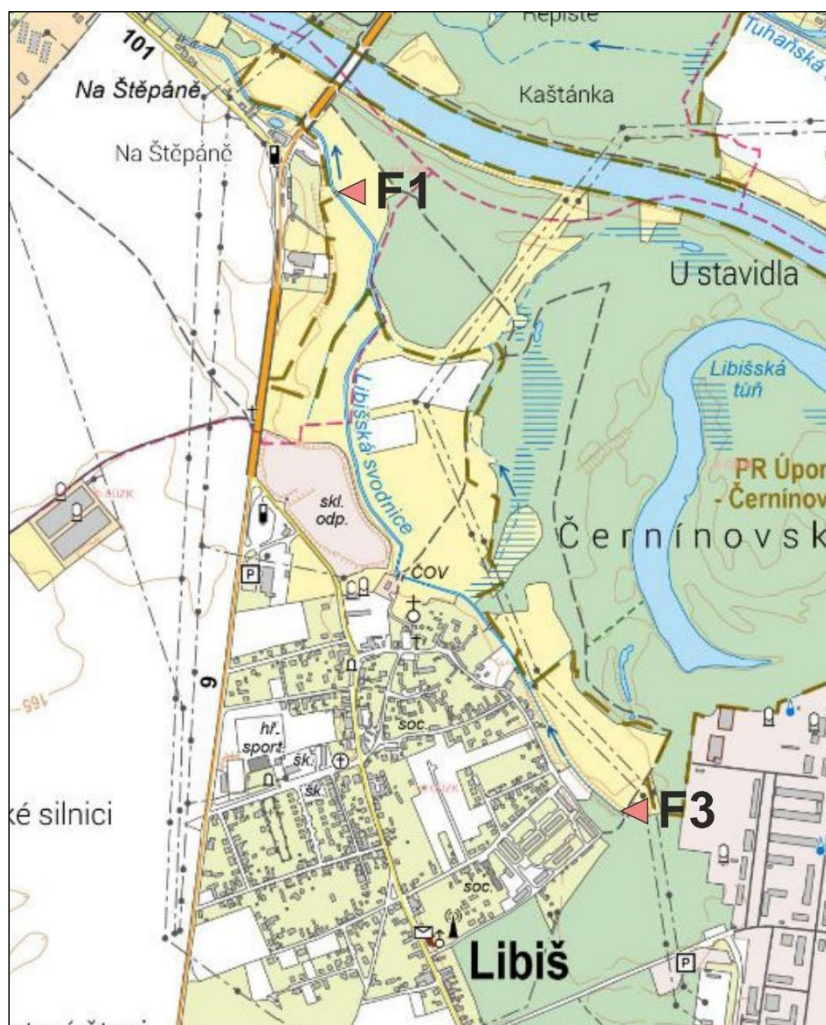 Řepiště
Tuhaňská
101
Na Štěpáně
Kaštánka
Na Štěpáně
F1
U stavidla
Libišská
tůň
Libišská svodnice
PR Úpor
- Černínov
skl.
odp.
Černínovsk
ČOV
P
165
9
hř.
sport.
šk.
soc.
šk.
ké silnici
F3
soc.
Libiš
P